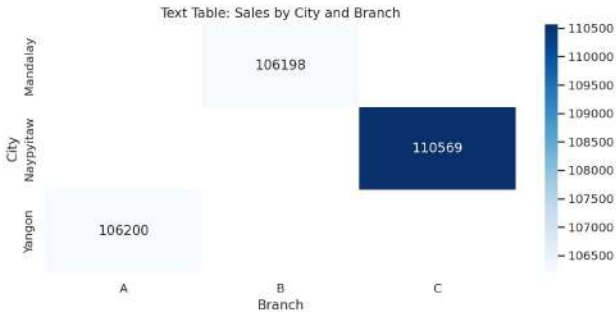 Text Table: Sales by City and Branch
City
Mandalay
Naypyitaw
Yangon
106198
110569
106200
A B C
Branch
110500
110000
109500
109000
108500
108000
107500
107000
106500